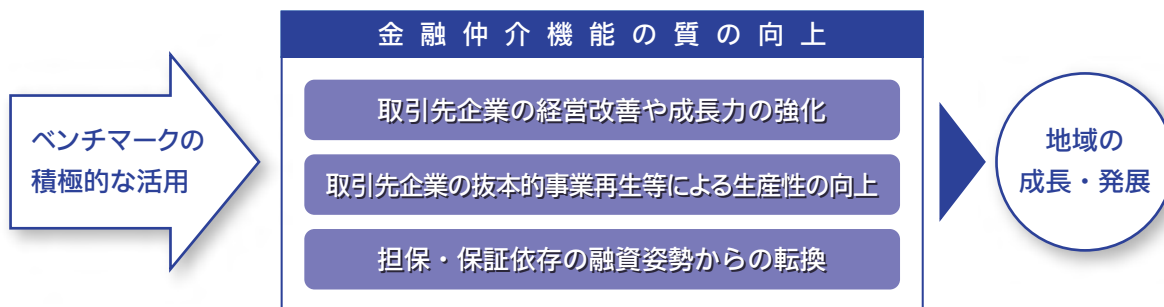 金融仲介機能の質の向上
ベンチマークの
積極的な活用
取引先企業の経営改善や成長力の強化
取引先企業の抜本的事業再生等による生産性の向上
担保・保証依存の融資姿勢からの転換
地域の
成長・発展